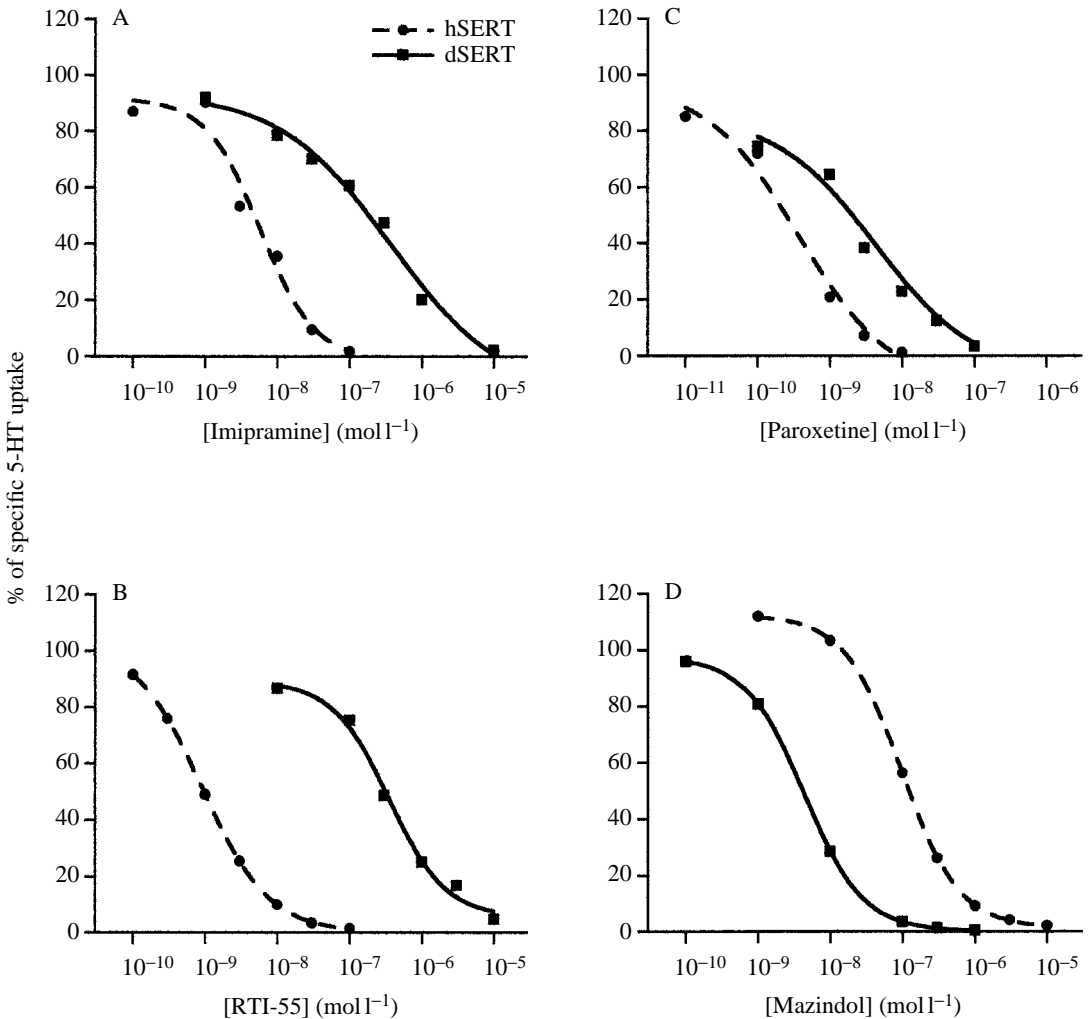 % of specific 5-HT uptake
A
hSERT
dSERT
120
100
80
60
40
20
0
10⁻¹⁰ 10⁻⁹ 10⁻⁸ 10⁻⁷ 10⁻⁶ 10⁻⁵
[Imipramine] (mol l⁻¹)
C
120
100
80
60
40
20
0
10⁻¹¹ 10⁻¹⁰ 10⁻⁹ 10⁻⁸ 10⁻⁷ 10⁻⁶
[Paroxetine] (mol l⁻¹)
B
120
100
80
60
40
20
0
10⁻¹⁰ 10⁻⁹ 10⁻⁸ 10⁻⁷ 10⁻⁶ 10⁻⁵
[RTI-55] (mol l⁻¹)
D
120
100
80
60
40
20
0
10⁻¹⁰ 10⁻⁹ 10⁻⁸ 10⁻⁷ 10⁻⁶ 10⁻⁵
[Mazindol] (mol l⁻¹)